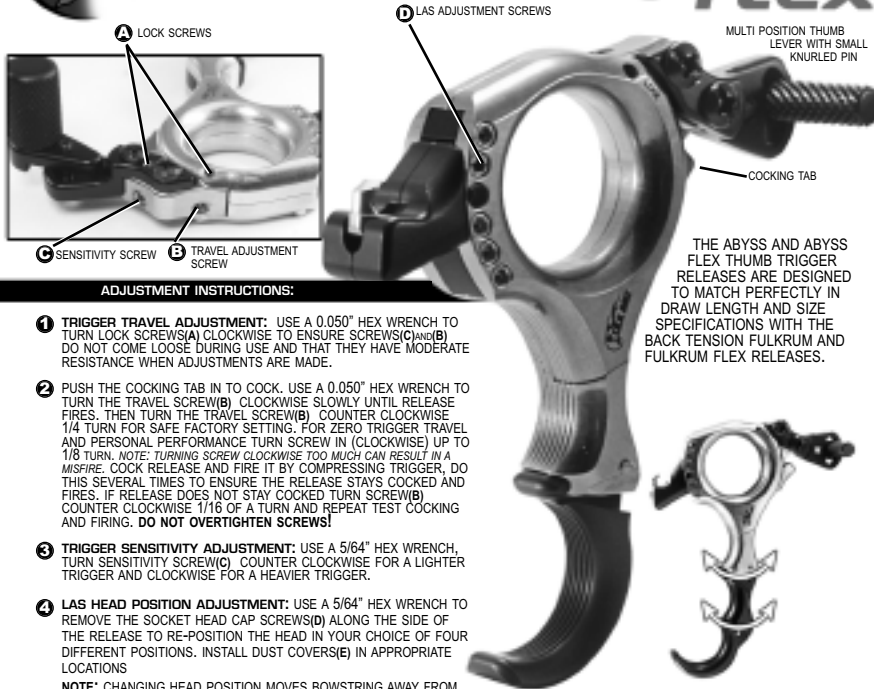 FLEX
D LAS ADJUSTMENT SCREWS
A LOCK SCREWS
MULTI POSITION THUMB
LEVER WITH SMALL
KNURLED PIN
COCKING TAB
C SENSITIVITY SCREW
B TRAVEL ADJUSTMENT
SCREW
THE ABYSS AND ABYSS
FLEX THUMB TRIGGER
RELEASES ARE DESIGNED
TO MATCH PERFECTLY IN
DRAW LENGTH AND SIZE
SPECIFICATIONS WITH THE
BACK TENSION FULKRUM AND
FULKRUM FLEX RELEASES.
ADJUSTMENT INSTRUCTIONS:
1 TRIGGER TRAVEL ADJUSTMENT: USE A 0.050" HEX WRENCH TO
TURN LOCK SCREWS(A) CLOCKWISE TO ENSURE SCREWS(C)AND(B)
DO NOT COME LOOSE DURING USE AND THAT THEY HAVE MODERATE
RESISTANCE WHEN ADJUSTMENTS ARE MADE.
2 PUSH THE COCKING TAB IN TO COCK. USE A 0.050" HEX WRENCH TO
TURN THE TRAVEL SCREW(B) CLOCKWISE SLOWLY UNTIL RELEASE
FIRES. THEN TURN THE TRAVEL SCREW(B) COUNTER CLOCKWISE
1/4 TURN FOR SAFE FACTORY SETTING. FOR ZERO TRIGGER TRAVEL
AND PERSONAL PERFORMANCE TURN SCREW IN (CLOCKWISE) UP TO
1/8 TURN. NOTE: TURNING SCREW CLOCKWISE TOO MUCH CAN RESULT IN A
MISFIRE. COCK RELEASE AND FIRE IT BY COMPRESSING TRIGGER, DO
THIS SEVERAL TIMES TO ENSURE THE RELEASE STAYS COCKED AND
FIRES. IF RELEASE DOES NOT STAY COCKED TURN SCREW(B)
COUNTER CLOCKWISE 1/16 OF A TURN AND REPEAT TEST COCKING
AND FIRING. DO NOT OVERTIGHTEN SCREWS!
3 TRIGGER SENSITIVITY ADJUSTMENT: USE A 5/64" HEX WRENCH,
TURN SENSITIVITY SCREW(C) COUNTER CLOCKWISE FOR A LIGHTER
TRIGGER AND CLOCKWISE FOR A HEAVIER TRIGGER.
4 LAS HEAD POSITION ADJUSTMENT: USE A 5/64" HEX WRENCH TO
REMOVE THE SOCKET HEAD CAP SCREWS(D) ALONG THE SIDE OF
THE RELEASE TO RE-POSITION THE HEAD IN YOUR CHOICE OF FOUR
DIFFERENT POSITIONS. INSTALL DUST COVERS(E) IN APPROPRIATE
LOCATIONS
NOTE: CHANGING HEAD POSITION MOVES BOWSTRING AWAY FROM